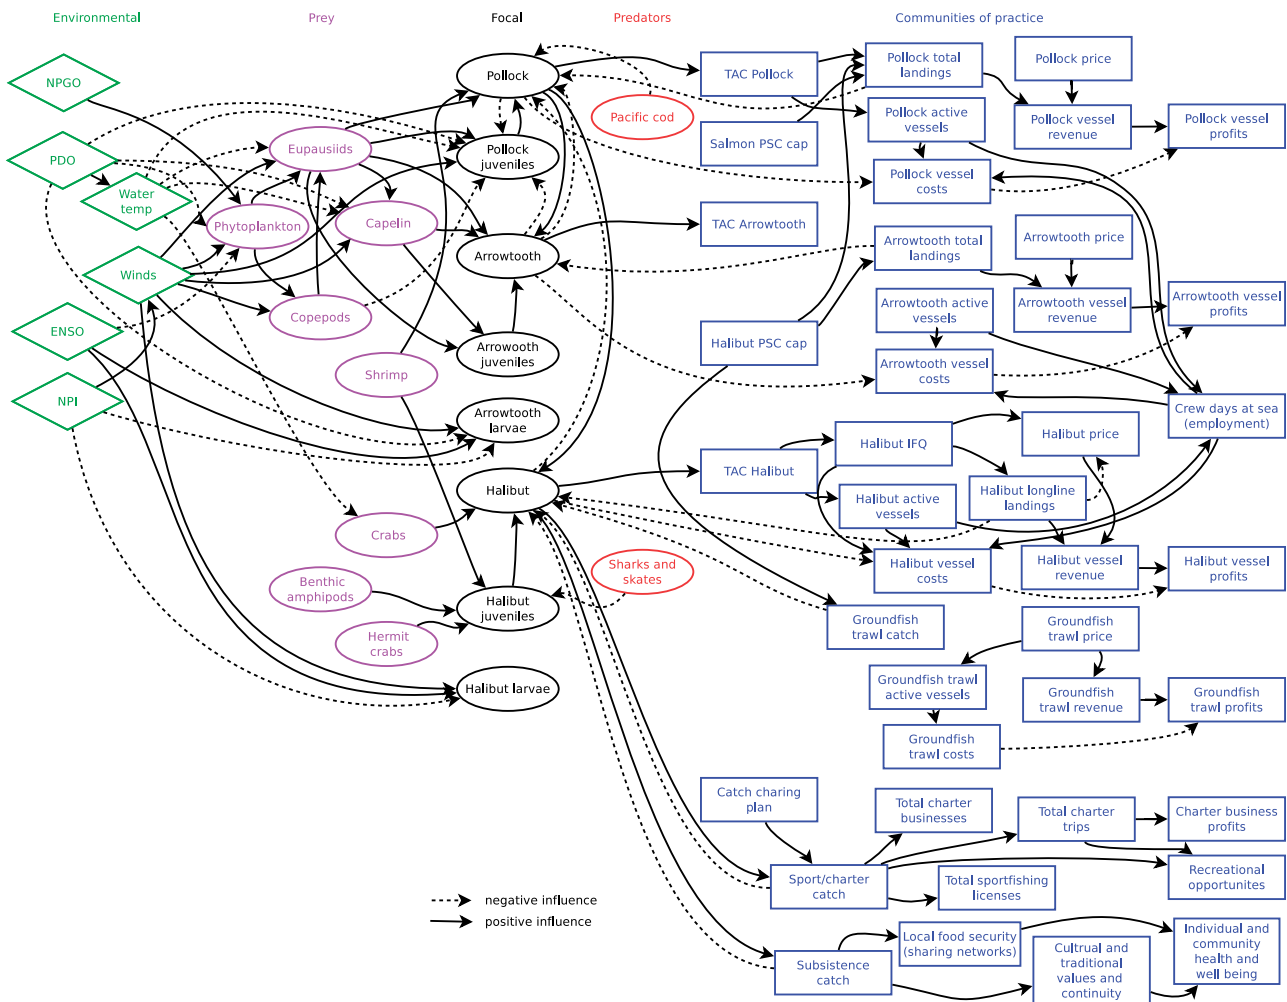 Environmental
Prey
Focal
Predators
Communities of practice
NPGO
PDO
Water
temp
Winds
ENSO
NPI
Eupausiids
Phytoplankton
Capelin
Copepods
Shrimp
Crabs
Benthic
amphipods
Hermit
crabs
Pollock
Pollock
juveniles
Arrowtooth
Arrowooth
juveniles
Arrowtooth
larvae
Halibut
Halibut
juveniles
Halibut larvae
Pacific cod
Sharks and
skates
TAC Pollock
Salmon PSC cap
TAC Arrowtooth
Halibut PSC cap
TAC Halibut
Pollock total
landings
Pollock price
Pollock active
vessels
Pollock vessel
revenue
Pollock vessel
profits
Pollock vessel
costs
Arrowtooth total
landings
Arrowtooth price
Arrowtooth active
vessels
Arrowtooth vessel
revenue
Arrowtooth vessel
profits
Arrowtooth vessel
costs
Crew days at sea
(employment)
Halibut IFQ
Halibut price
Halibut active
vessels
Halibut longline
landings
Halibut vessel
costs
Halibut vessel
revenue
Halibut vessel
profits
Groundfish
trawl catch
Groundfish
trawl price
Groundfish trawl
active vessels
Groundfish
trawl revenue
Groundfish
trawl profits
Groundfish
trawl costs
Catch charing
plan
Total charter
businesses
Total charter
trips
Charter business
profits
Sport/charter
catch
Total sportfishing
licenses
Recreational
opportunites
Subsistence
catch
Local food security
(sharing networks)
Cultrual and
traditional
values and
continuity
Individual and
community
health and
well being
negative influence
positive influence